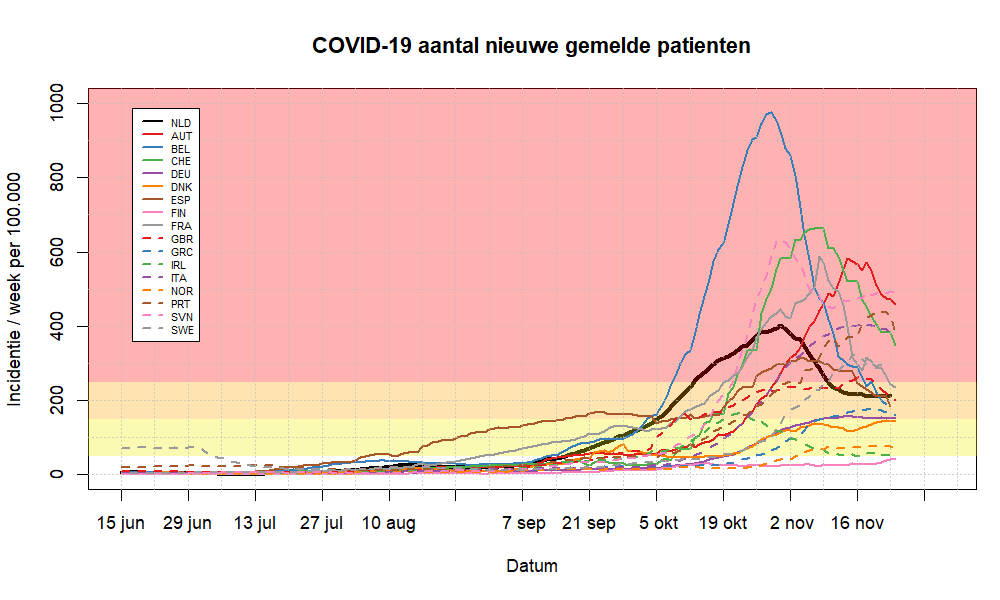 COVID-19 aantal nieuwe gemelde patienten
Incidentie / week per 100.000
1000
800
600
400
200
0
NLD
AUT
BEL
CHE
DEU
DNK
ESP
FIN
FRA
GBR
GRC
IRL
ITA
NOR
PRT
SVN
SWE
15 jun 29 jun 13 jul 27 jul 10 aug 7 sep 21 sep 5 okt 19 okt 2 nov 16 nov
Datum